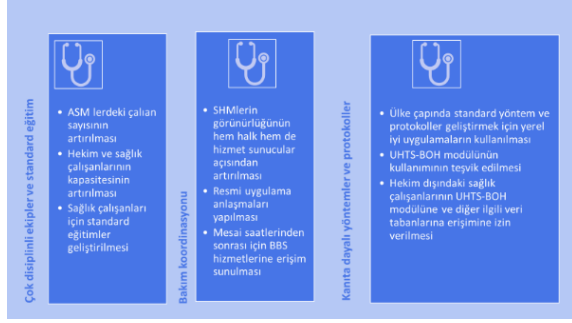 Çok disiplinli ekipler ve standard eğitim
• ASM lerdeki çalıan
sayısının
artırılması
• Hekim ve sağlık
çalışanlarının
kapasitesinin
artırılması
• Sağlık çalışanları
için standard
eğitimler
geliştirilmesi
Bakım koordinasyonu
• SHMlerin
görünürlüğünün
hem halk hem de
hizmet sunucular
açısından
artırılması
• Resmi uygulama
anlaşmaları
yapılması
• Mesai saatlerinden
sonrası için BBS
hizmetlerine erişim
sunulması
Kanıta dayalı yöntemler ve protokoller
• Ülke çapında standard yöntem ve
protokoller geliştirmek için yerel
iyi uygulamaların kullanılması
• UHTS-BOH modülünün
kullanımının teşvik edilmesi
• Hekim dışındaki sağlık
çalışanlarının UHTS-BOH
modülüne ve diğer ilgili veri
tabanlarına erişimine izin
verilmesi